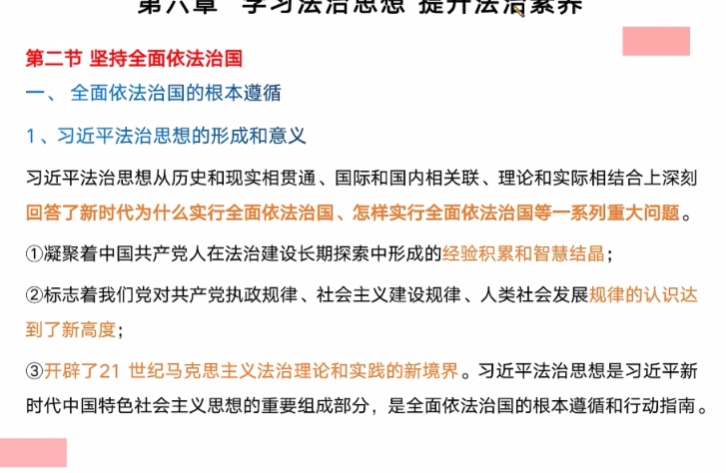 第六章 学习法治思想 提升法治素养
第二节 坚持全面依法治国
一、 全面依法治国的根本遵循
1、习近平法治思想的形成和意义
习近平法治思想从历史和现实相贯通、国际和国内相关联、理论和实际相结合上深刻
回答了新时代为什么实行全面依法治国、怎样实行全面依法治国等一系列重大问题。
①凝聚着中国共产党人在法治建设长期探索中形成的经验积累和智慧结晶；
②标志着我们党对共产党执政规律、社会主义建设规律、人类社会发展规律的认识达
到了新高度；
③开辟了21 世纪马克思主义法治理论和实践的新境界。习近平法治思想是习近平新
时代中国特色社会主义思想的重要组成部分，是全面依法治国的根本遵循和行动指南。